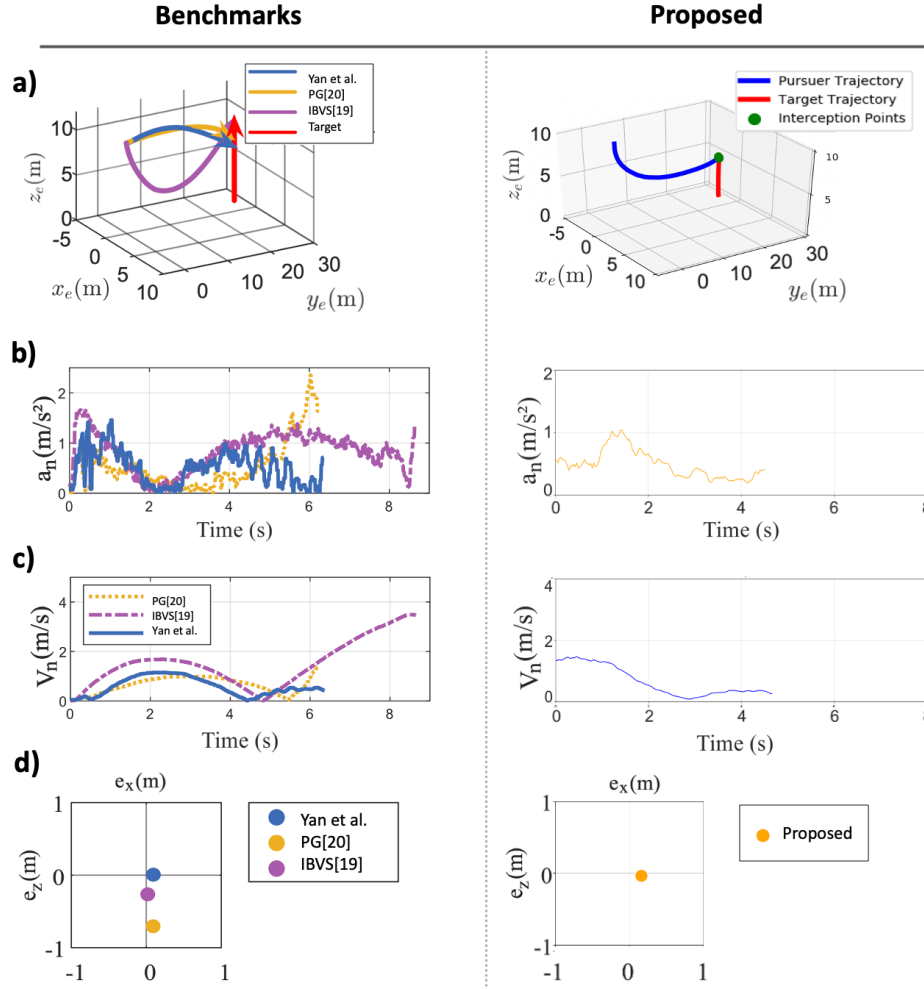 Benchmarks
Proposed
a)
Yan et al.
PG[20]
IBVS[19]
Target
10
5
0
z_e(m)
-5
0
5
10
x_e(m)
0
10
20
30
y_e(m)
Pursuer Trajectory
Target Trajectory
Interception Points
10
5
0
z_e(m)
10
5
-5
0
5
10
x_e(m)
0
10
20
30
y_e(m)
b)
2
1
0
a_n(m/s²)
0 2 4 6 8
Time (s)
2
1
0
a_n(m/s²)
0 2 4 6 8
Time (s)
c)
PG[20]
IBVS[19]
Yan et al.
4
2
0
V_n(m/s)
0 2 4 6 8
Time (s)
4
2
0
V_n(m/s)
0 2 4 6 8
Time (s)
d)
e_x(m)
1
0
-1
e_z(m)
-1 0 1
Yan et al.
PG[20]
IBVS[19]
e_x(m)
1
0
-1
e_z(m)
-1 0 1
Proposed